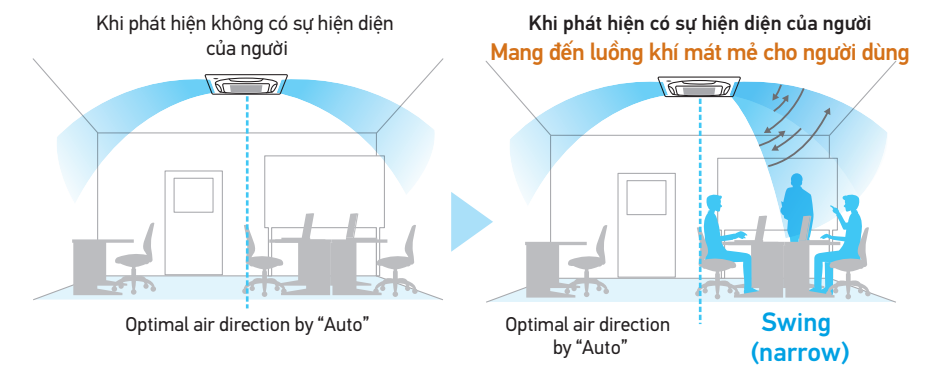 Khi phát hiện không có sự hiện diện
của người
Optimal air direction by “Auto”
Khi phát hiện có sự hiện diện của người
Mang đến luồng khí mát mẻ cho người dùng
Optimal air direction
by “Auto”
Swing
(narrow)